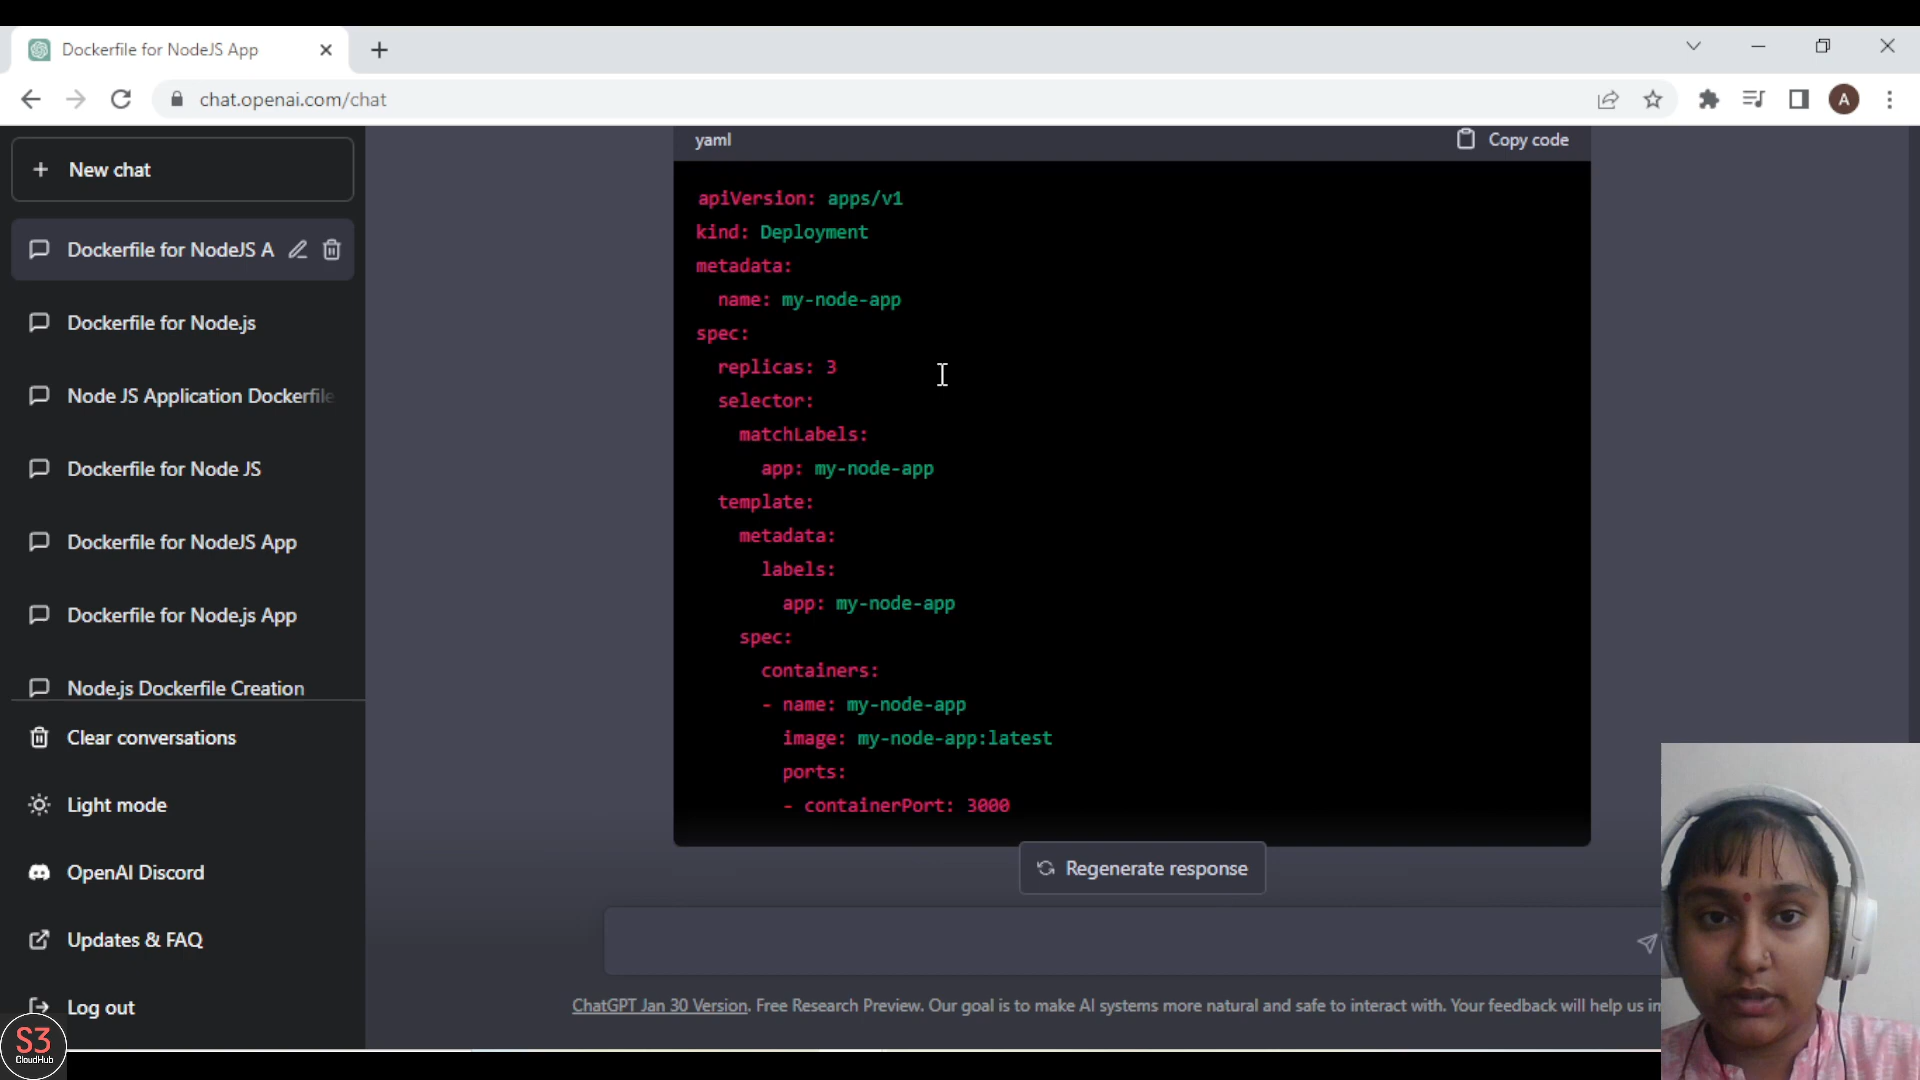 Dockerfile for NodeJS App
chat.openai.com/chat
A
New chat
Dockerfile for NodeJS A
Dockerfile for Node.js
Node JS Application Dockerfile
Dockerfile for Node JS
Dockerfile for NodeJS App
Dockerfile for Node.js App
Node.js Dockerfile Creation
Clear conversations
Light mode
OpenAI Discord
Updates & FAQ
Log out
S3
CloudHub
yaml
Copy code
apiVersion: apps/v1
kind: Deployment
metadata:
  name: my-node-app
spec:
  replicas: 3
  selector:
    matchLabels:
      app: my-node-app
  template:
    metadata:
      labels:
        app: my-node-app
    spec:
      containers:
      - name: my-node-app
        image: my-node-app:latest
        ports:
        - containerPort: 3000
Regenerate response
ChatGPT Jan 30 Version. Free Research Preview. Our goal is to make AI systems more natural and safe to interact with. Your feedback will help us